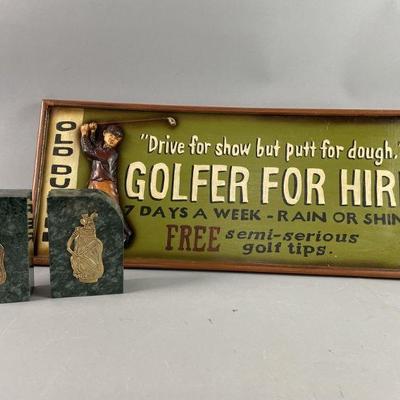 "Drive for show but putt for dough,"
GOLFER FOR HIR
7 DAYS A WEEK - RAIN OR SHIN
FREE semi-serious
golf tips.
OLD DU